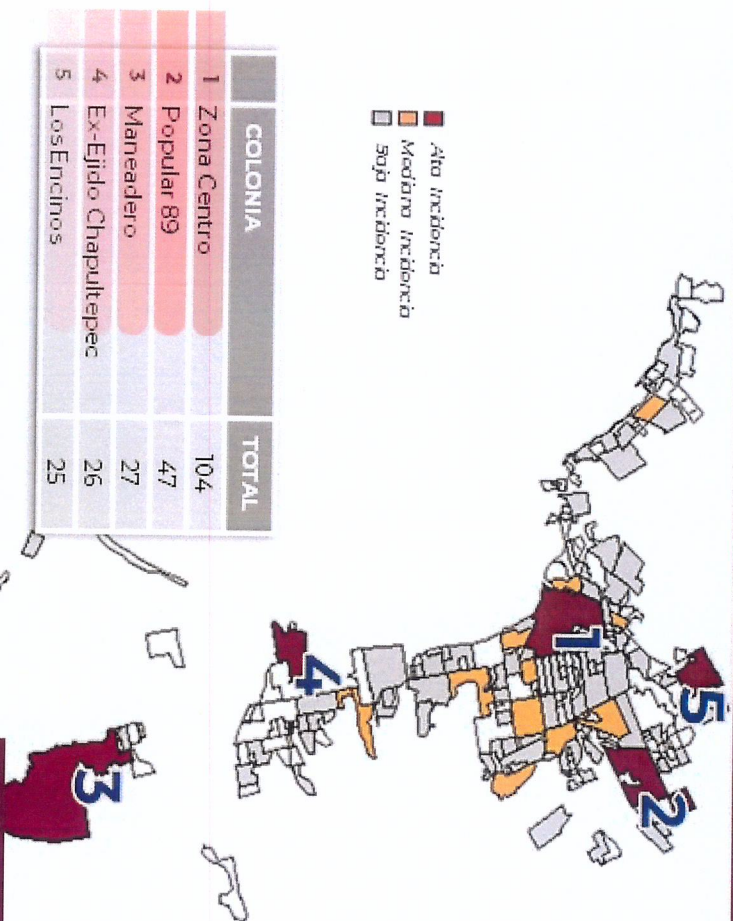 Alta Incidencia
Mediana Incidencia
Baja Incidencia
COLONIA TOTAL
1 Zona Centro 104
2 Popular 89 47
3 Maneadero 27
4 Ex-Ejido Chapultepec 26
5 LosEncinos 25
1
5
2
4
3